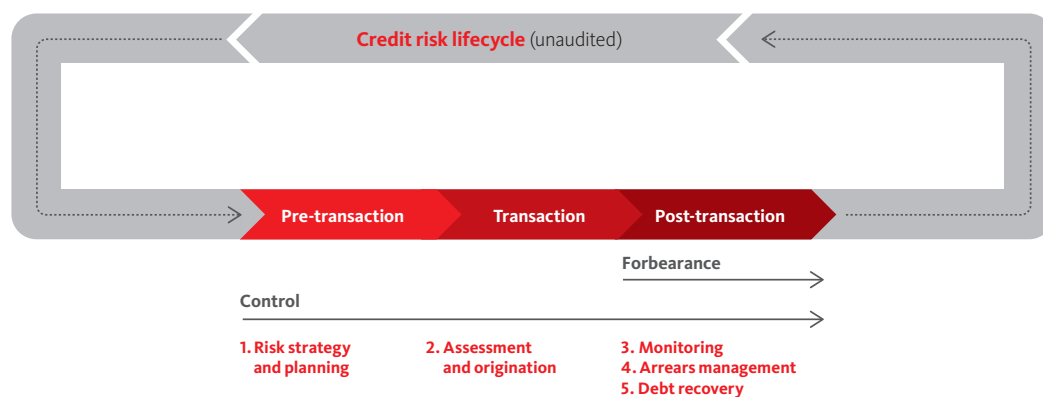 Credit risk lifecycle (unaudited)
Pre-transaction
Transaction
Post-transaction
Forbearance
Control
1. Risk strategy
and planning
2. Assessment
and origination
3. Monitoring
4. Arrears management
5. Debt recovery